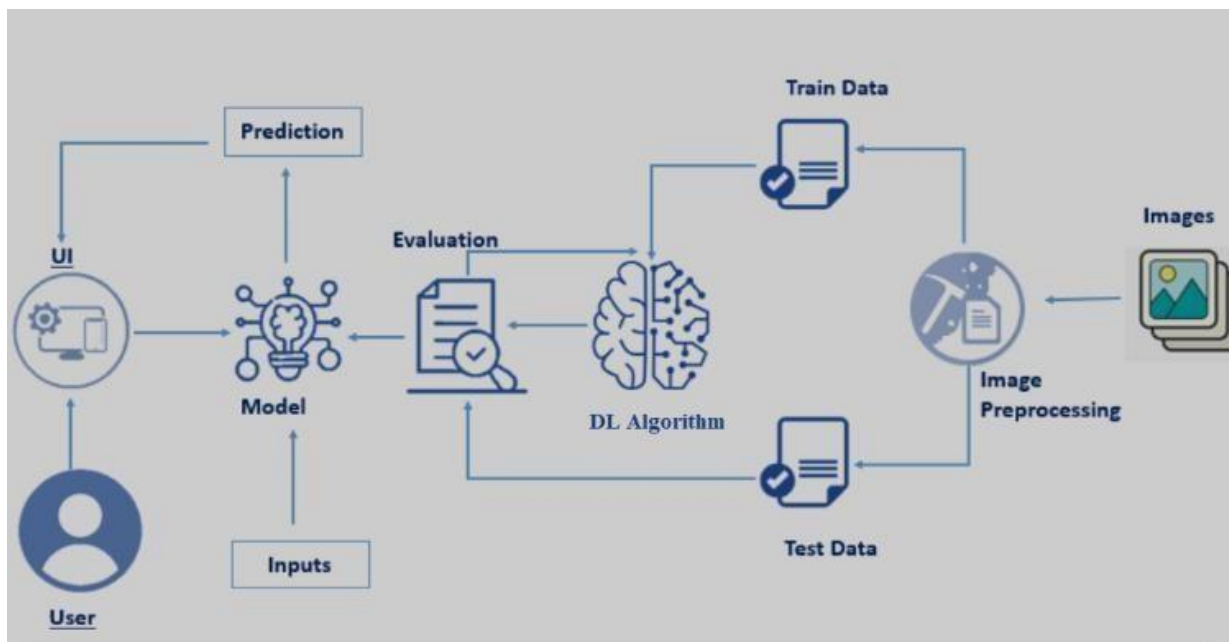 Train Data
Prediction
Images
Evaluation
UI
Image
Preprocessing
Model
DL Algorithm
Test Data
Inputs
User